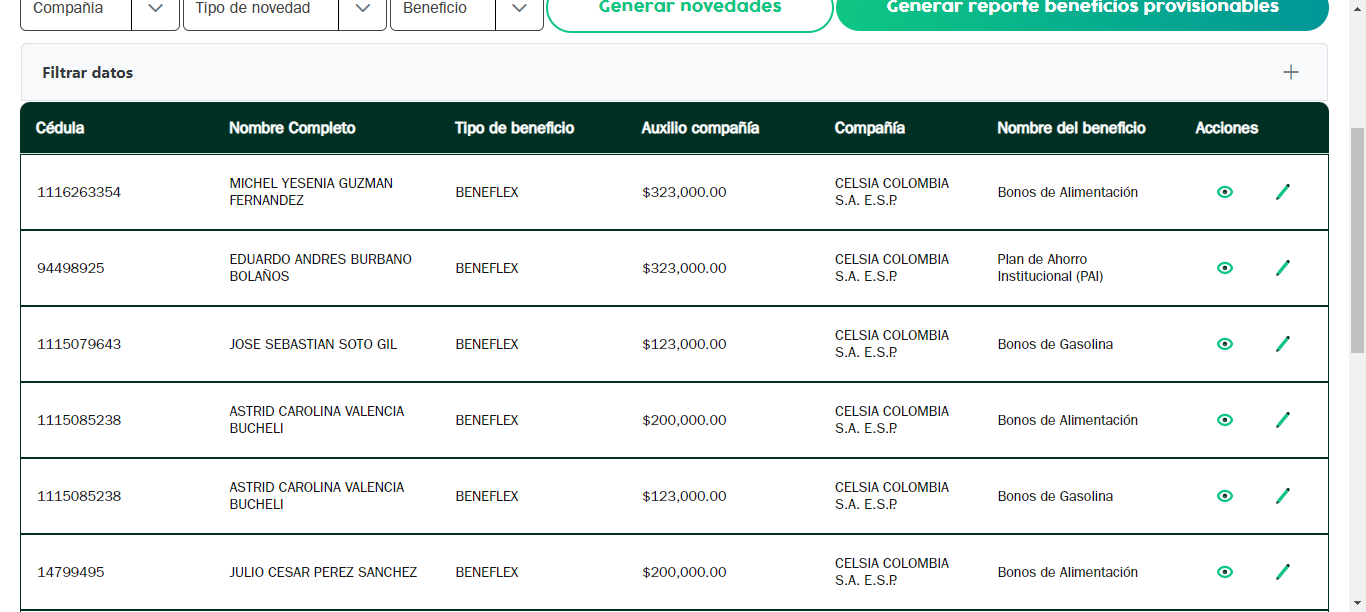 Compañía
Tipo de novedad
Beneficio
Generar novedades
Generar reporte beneficios provisionables
Filtrar datos
Cédula Nombre Completo Tipo de beneficio Auxilio compañía Compañía Nombre del beneficio Acciones
1116263354 MICHEL YESENIA GUZMAN FERNANDEZ BENEFLEX $323,000.00 CELSIA COLOMBIA S.A. E.S.P. Bonos de Alimentación
94498925 EDUARDO ANDRES BURBANO BOLAÑOS BENEFLEX $323,000.00 CELSIA COLOMBIA S.A. E.S.P. Plan de Ahorro Institucional (PAI)
1115079643 JOSE SEBASTIAN SOTO GIL BENEFLEX $123,000.00 CELSIA COLOMBIA S.A. E.S.P. Bonos de Gasolina
1115085238 ASTRID CAROLINA VALENCIA BUCHELI BENEFLEX $200,000.00 CELSIA COLOMBIA S.A. E.S.P. Bonos de Alimentación
1115085238 ASTRID CAROLINA VALENCIA BUCHELI BENEFLEX $123,000.00 CELSIA COLOMBIA S.A. E.S.P. Bonos de Gasolina
14799495 JULIO CESAR PEREZ SANCHEZ BENEFLEX $200,000.00 CELSIA COLOMBIA S.A. E.S.P. Bonos de Alimentación